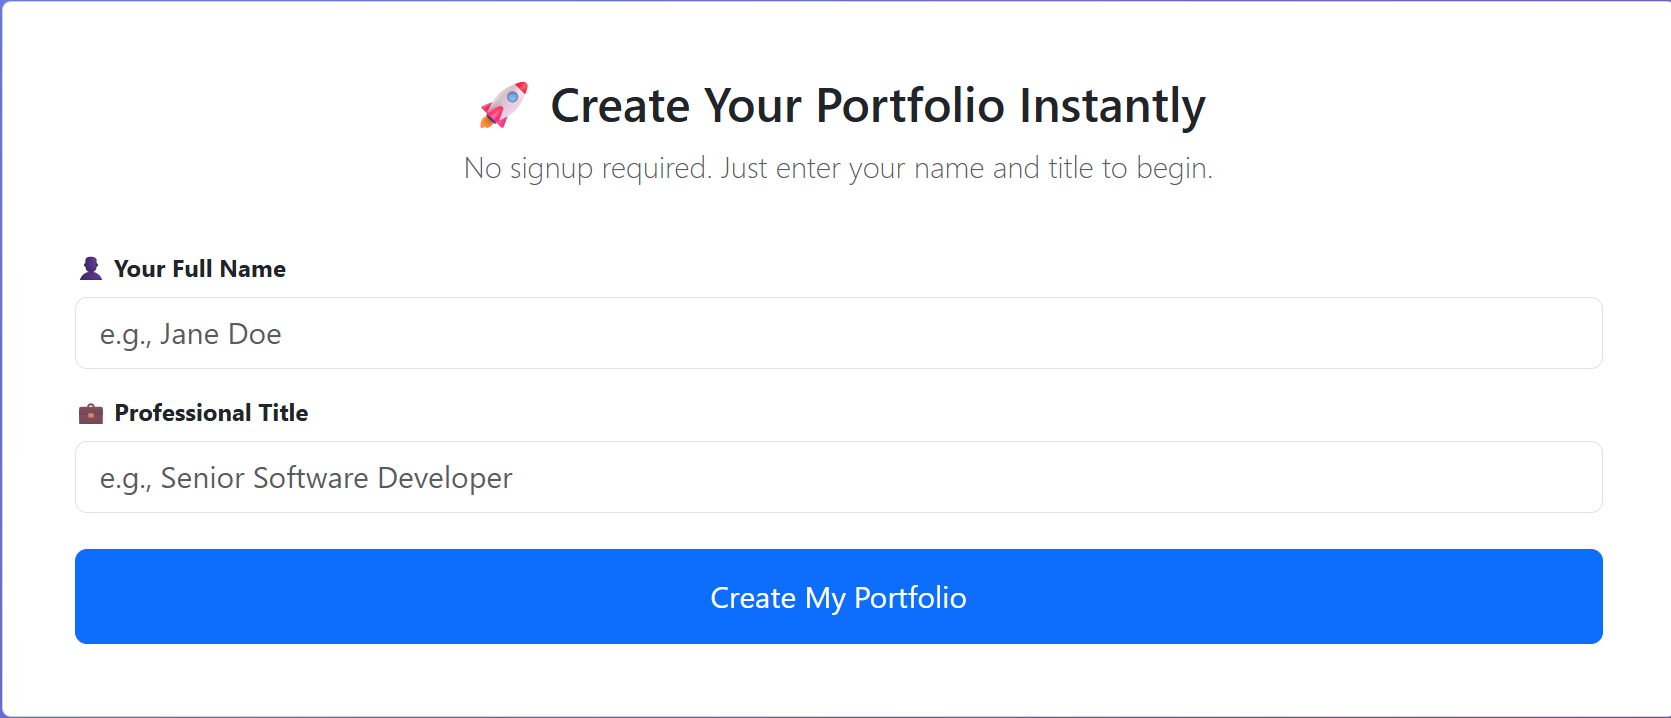 🚀 Create Your Portfolio Instantly
No signup required. Just enter your name and title to begin.
👤 Your Full Name
e.g., Jane Doe
💼 Professional Title
e.g., Senior Software Developer
Create My Portfolio